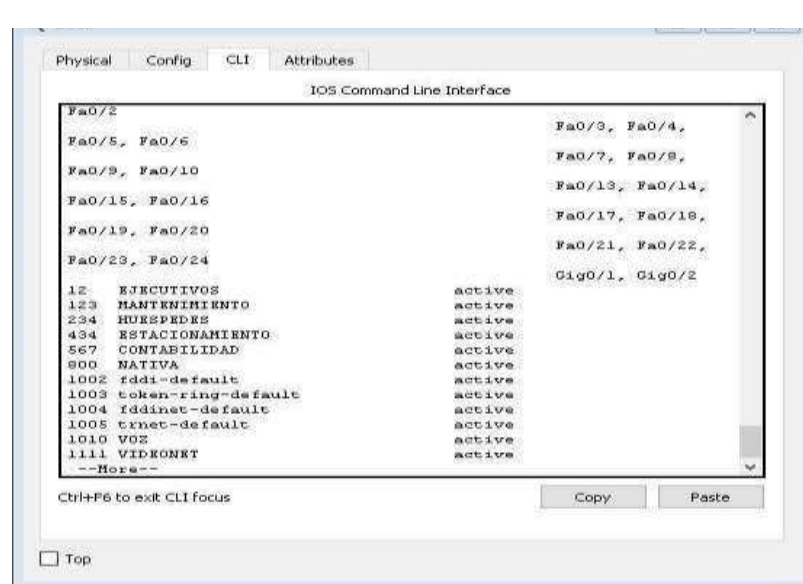 Physical Config CLI Attributes
IOS Command Line Interface
Fa0/2
Fa0/3, Fa0/4,
Fa0/5, Fa0/6
Fa0/7, Fa0/8,
Fa0/9, Fa0/10
Fa0/13, Fa0/14,
Fa0/15, Fa0/16
Fa0/17, Fa0/18,
Fa0/19, Fa0/20
Fa0/21, Fa0/22,
Fa0/23, Fa0/24
Gig0/1, Gig0/2
12 EJECUTIVOS active
123 MANTENIMIENTO active
234 HUESPEDES active
434 ESTACIONAMIENTO active
567 CONTABILIDAD active
800 NATIVA active
1002 fddi-default active
1003 token-ring-default active
1004 fddinet-default active
1005 trnet-default active
1010 VOZ active
1111 VIDEONET active
--More--
Ctrl+F6 to exit CLI focus
Copy Paste
Top